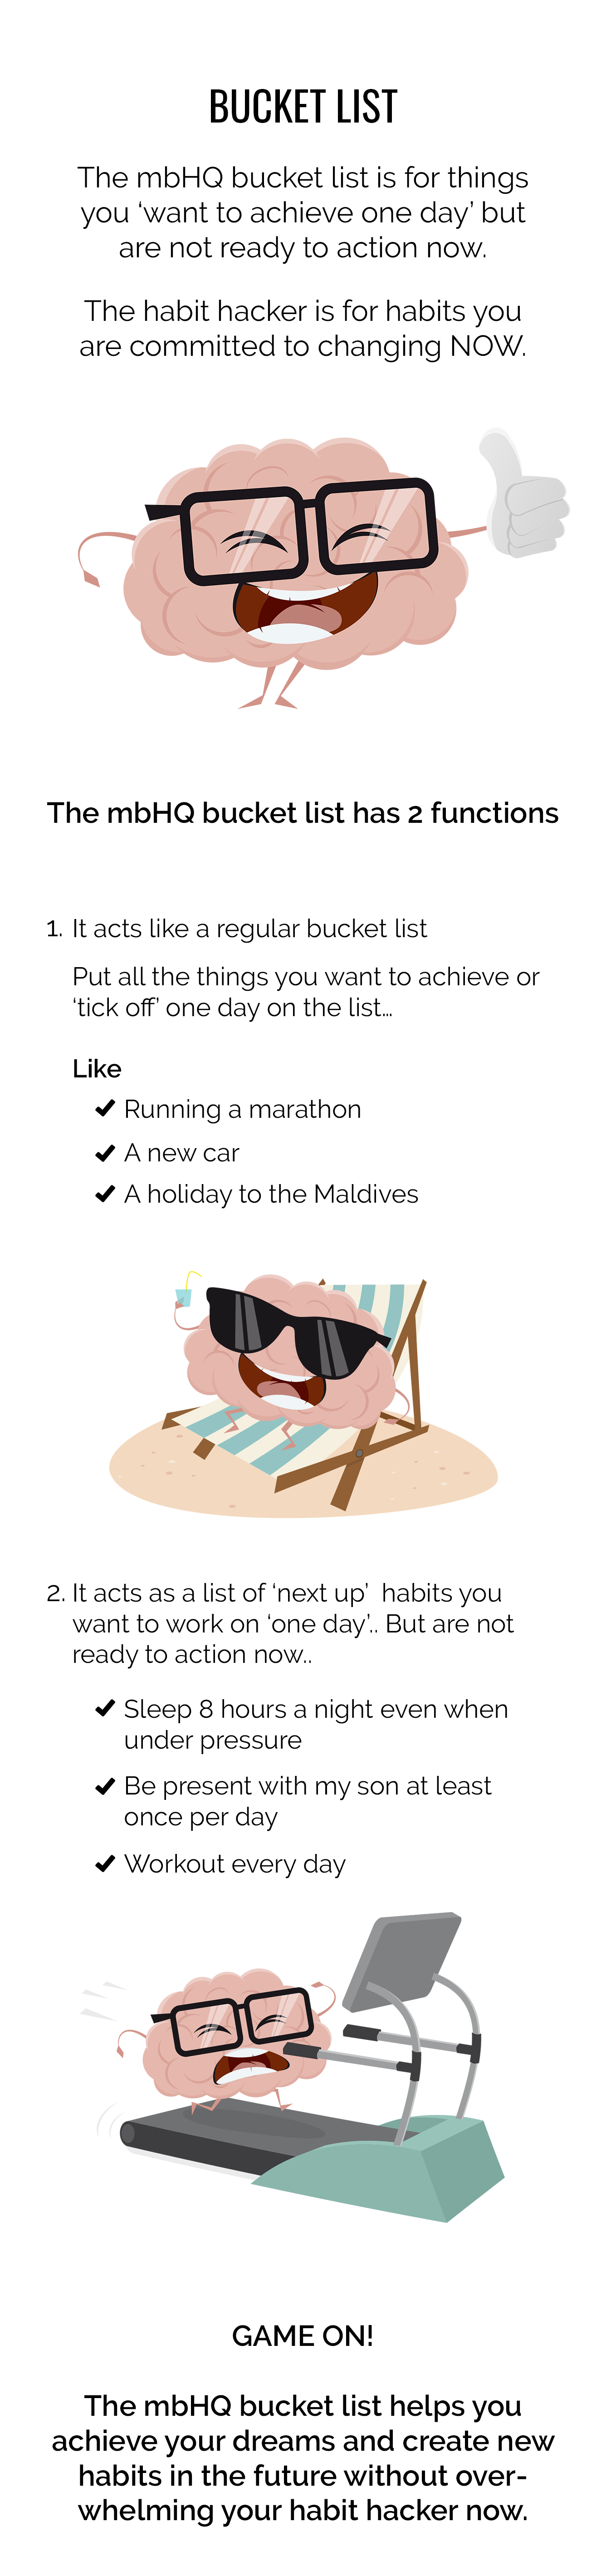 BUCKET LIST
The mbHQ bucket list is for things
you ‘want to achieve one day’ but
are not ready to action now.
The habit hacker is for habits you
are committed to changing NOW.
The mbHQ bucket list has 2 functions
1. It acts like a regular bucket list
Put all the things you want to achieve or
‘tick off’ one day on the list...
Like
✔ Running a marathon
✔ A new car
✔ A holiday to the Maldives
2. It acts as a list of ‘next up’  habits you
want to work on ‘one day’.. But are not
ready to action now..
✔ Sleep 8 hours a night even when
under pressure
✔ Be present with my son at least
once per day
✔ Workout every day
GAME ON!
The mbHQ bucket list helps you
achieve your dreams and create new
habits in the future without over-
whelming your habit hacker now.